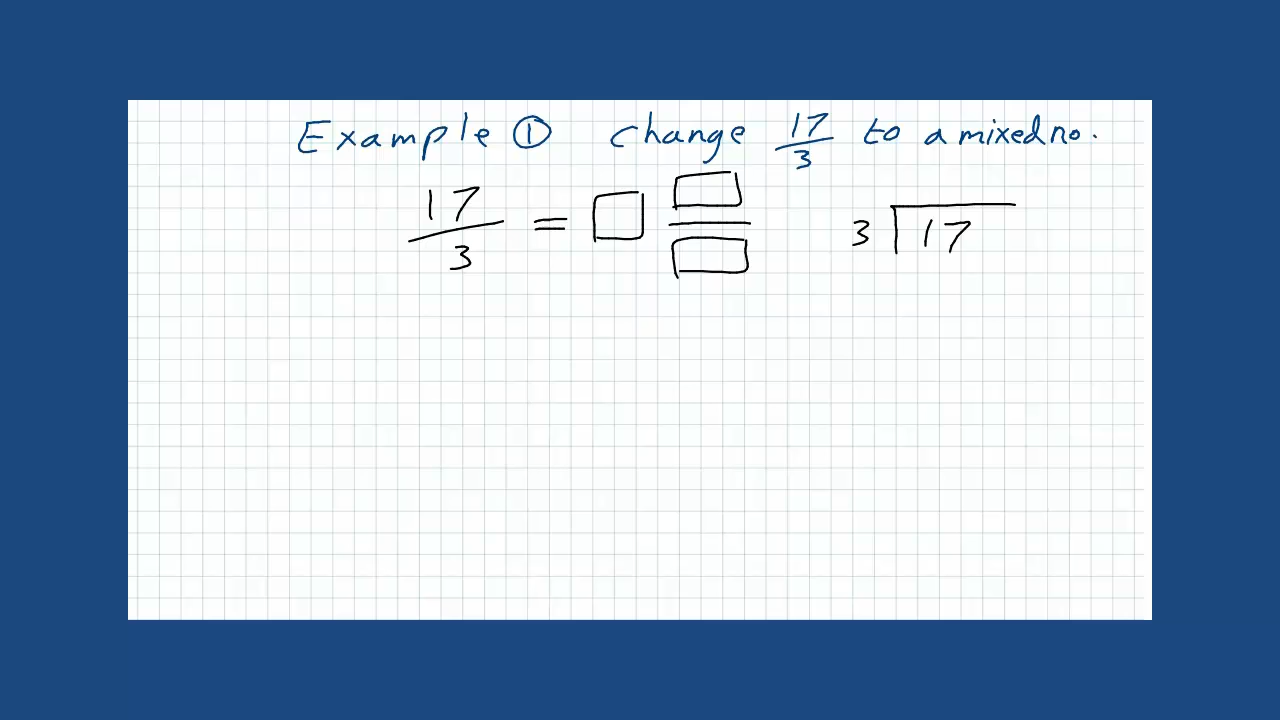 Example ① change 17/3 to a mixed no.
17/3 = □ □/□ 3 17